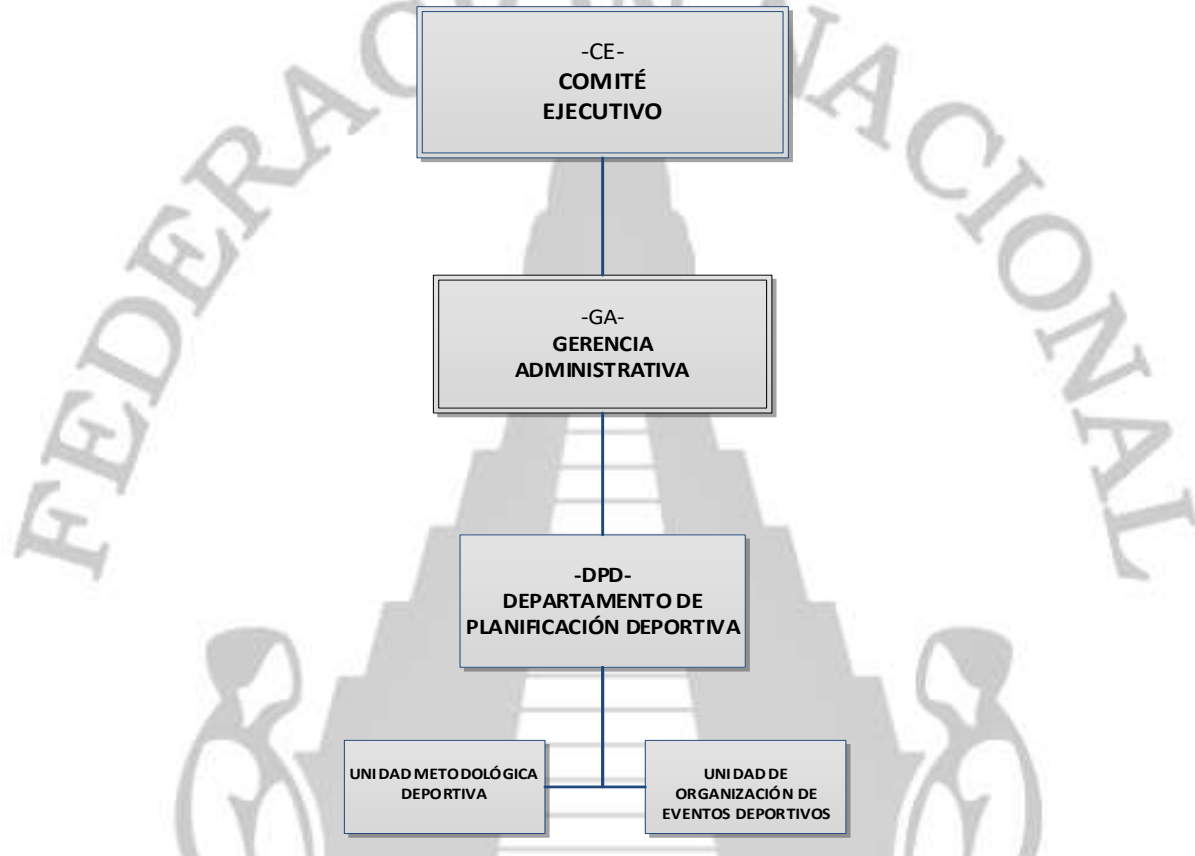 FEDERACIÓN NACIONAL
-CE-
COMITÉ
EJECUTIVO
-GA-
GERENCIA
ADMINISTRATIVA
-DPD-
DEPARTAMENTO DE
PLANIFICACIÓN DEPORTIVA
UNIDAD METODOLÓGICA
DEPORTIVA
UNIDAD DE
ORGANIZACIÓN DE
EVENTOS DEPORTIVOS